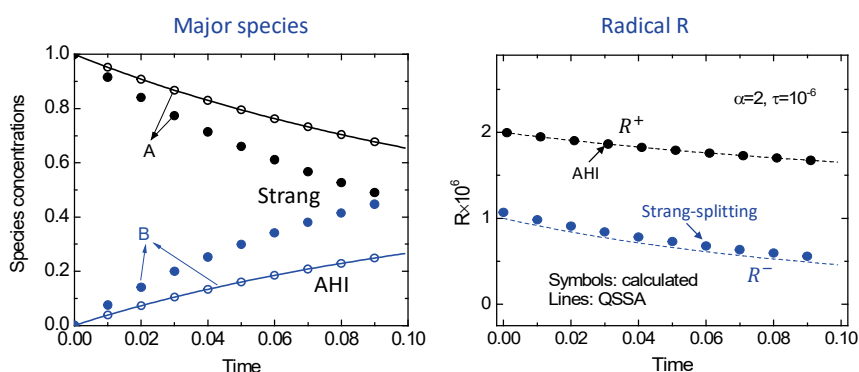 Major species
Species concentrations
1.0
0.8
0.6
0.4
0.2
0.0
A
Strang
B
AHI
0.00 0.02 0.04 0.06 0.08 0.10
Time
Radical R
R×10⁶
3
2
1
0
α=2, τ=10⁻⁶
R⁺
AHI
Strang-splitting
R⁻
Symbols: calculated
Lines: QSSA
0.00 0.02 0.04 0.06 0.08 0.10
Time